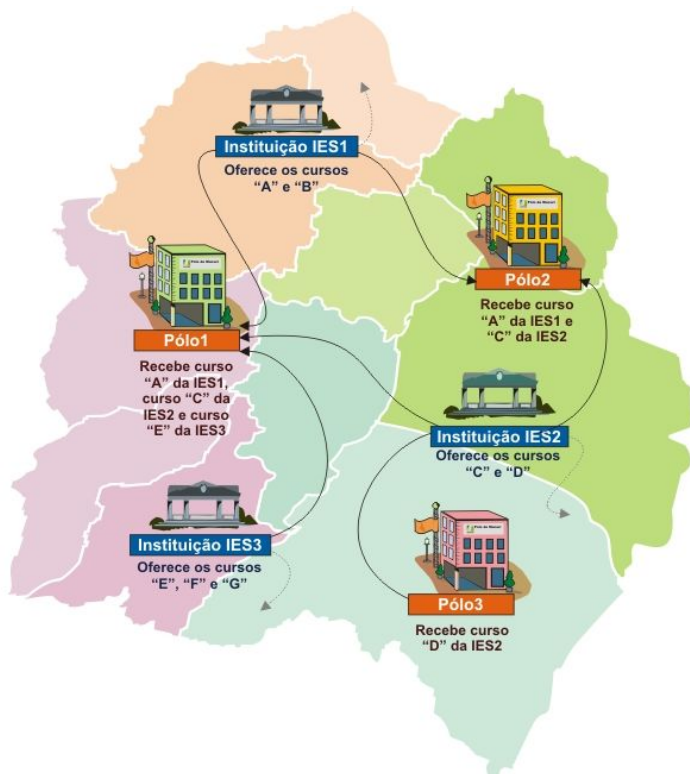 Instituição IES1
Oferece os cursos
“A” e “B”
Pólo2
Recebe curso
“A” da IES1 e
“C” da IES2
Pólo1
Recebe curso
“A” da IES1,
curso “C” da
IES2 e curso
“E” da IES3
Instituição IES2
Oferece os cursos
“C” e “D”
Instituição IES3
Oferece os cursos
“E”, “F” e “G”
Pólo3
Recebe curso
“D” da IES2